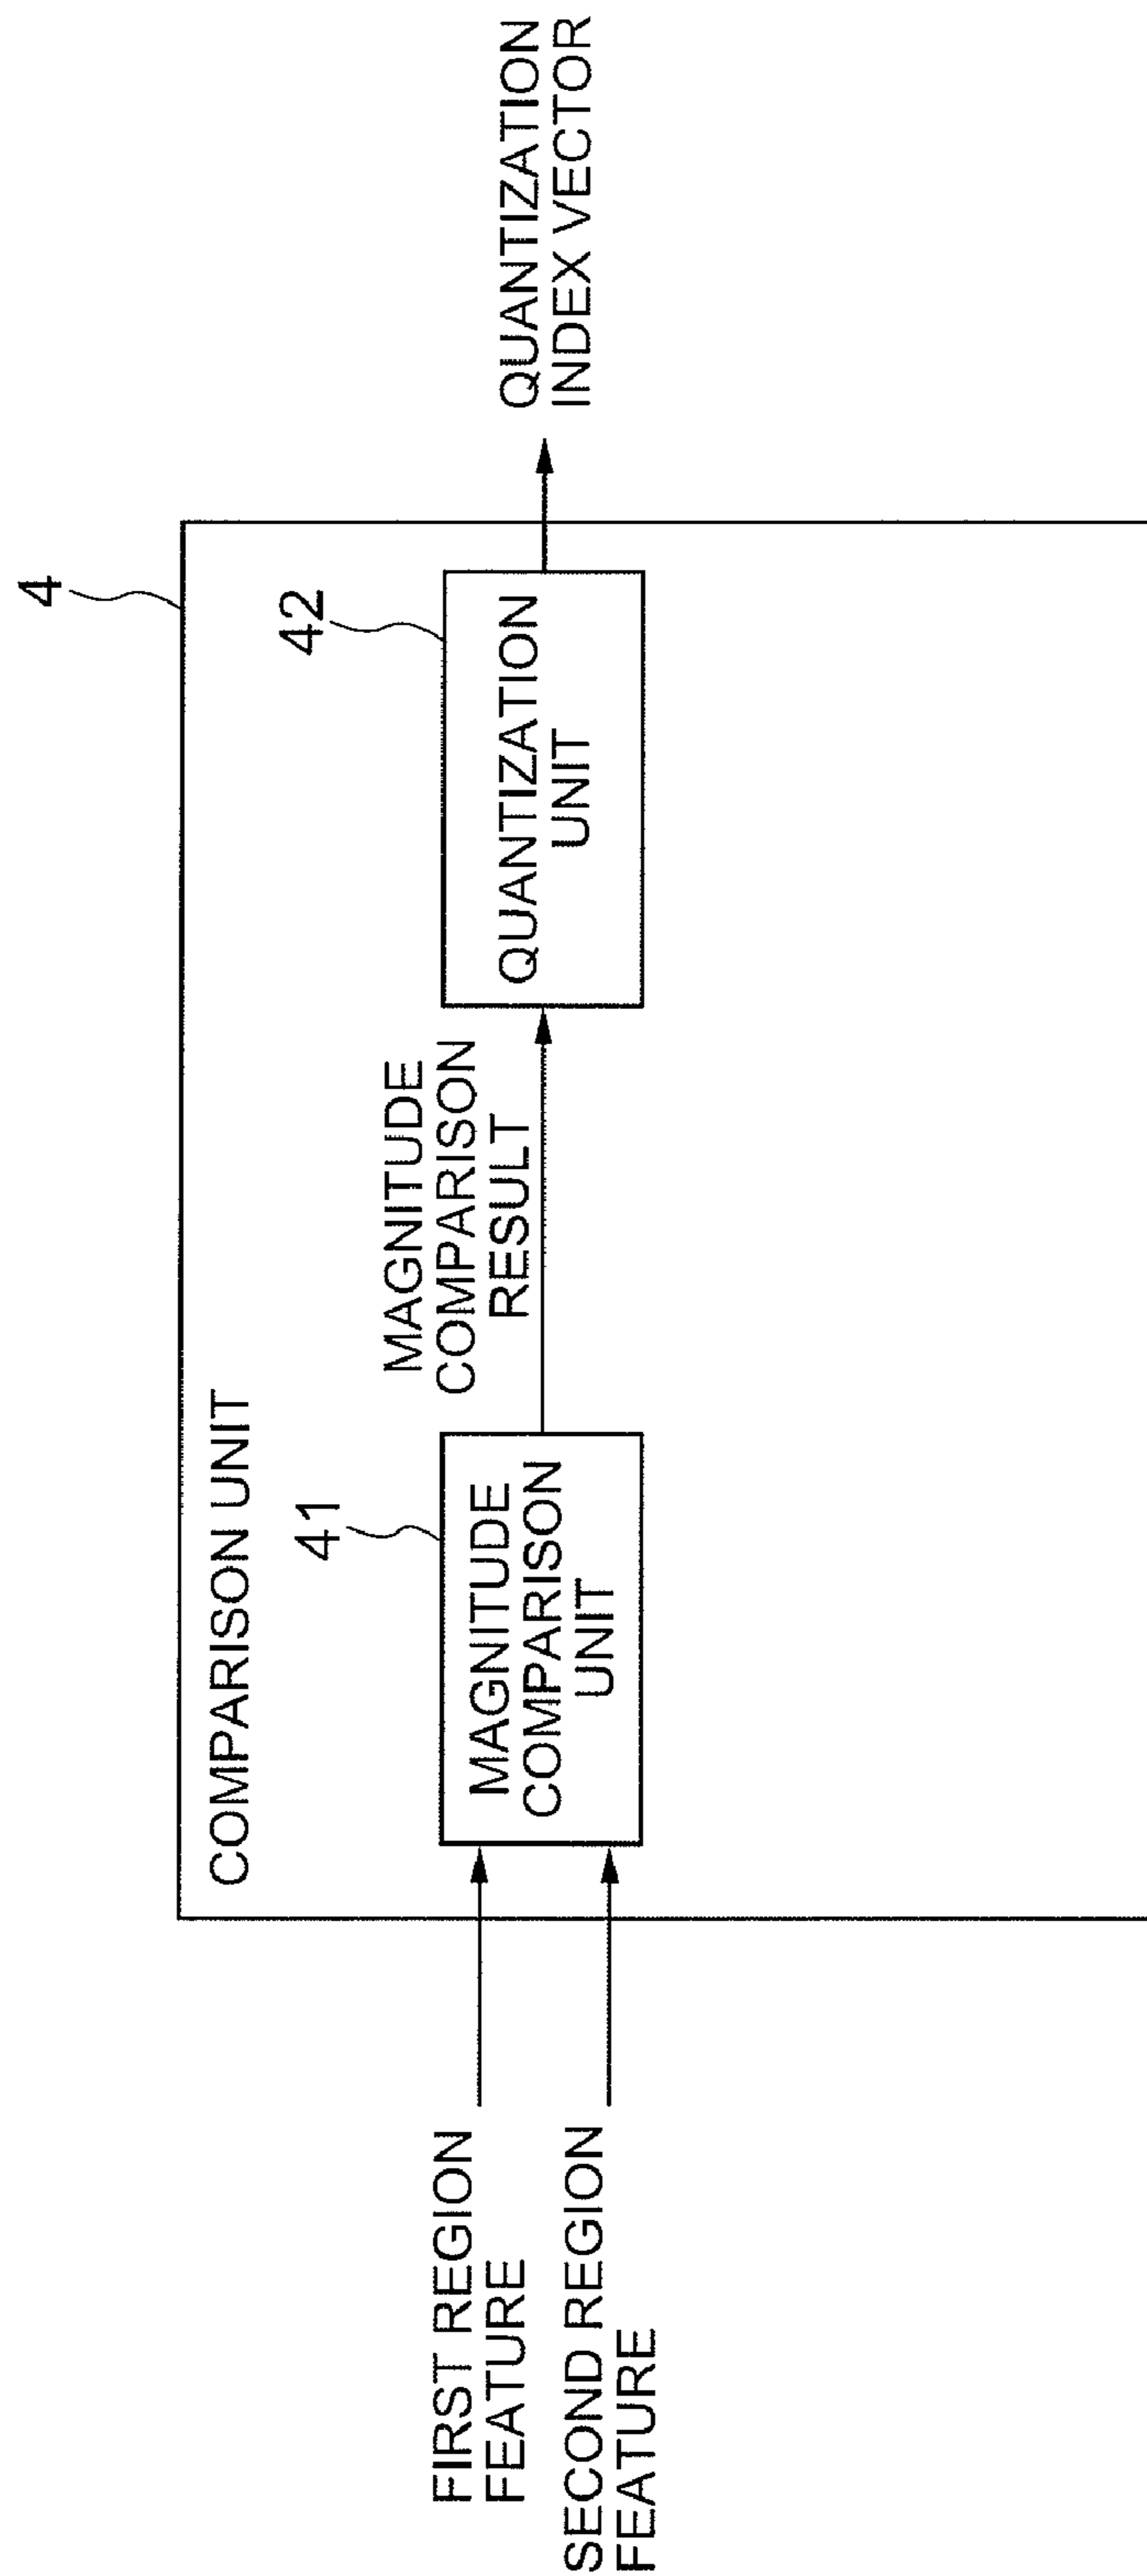 4
COMPARISON UNIT
FIRST REGION
FEATURE
SECOND REGION
FEATURE
41
MAGNITUDE
COMPARISON
UNIT
MAGNITUDE
COMPARISON
RESULT
42
QUANTIZATION
UNIT
QUANTIZATION
INDEX VECTOR